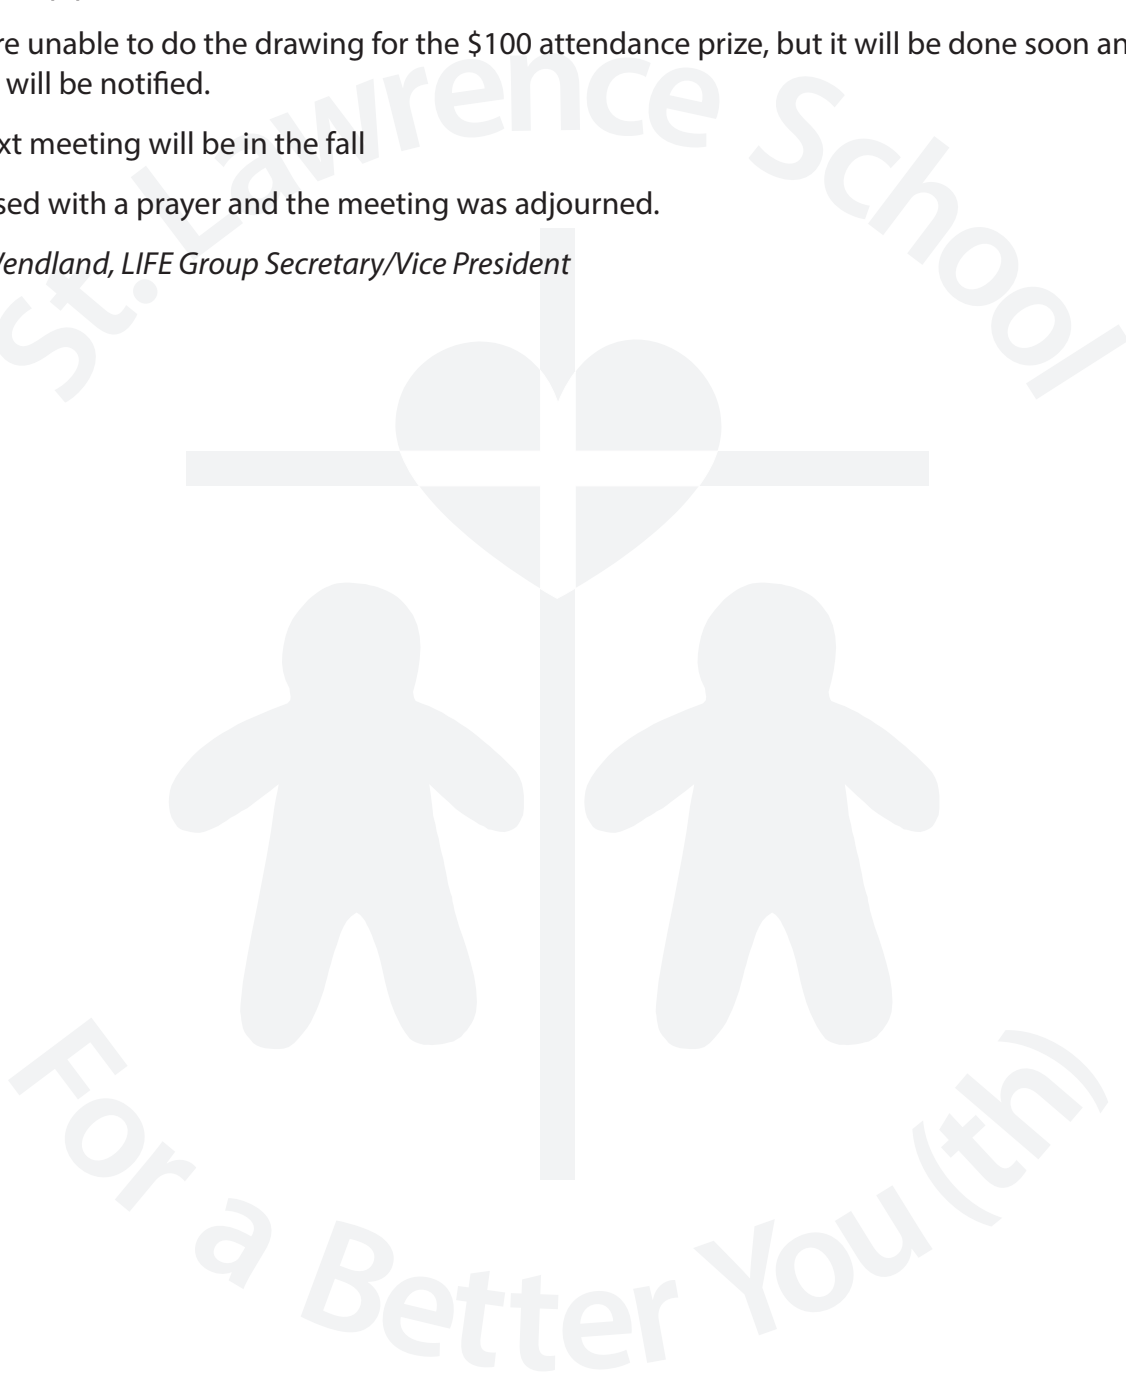 re unable to do the drawing for the $100 attendance prize, but it will be done soon an
will be notified.
xt meeting will be in the fall
sed with a prayer and the meeting was adjourned.
Vendland, LIFE Group Secretary/Vice President
St. Lawrence School
For a Better You(th)